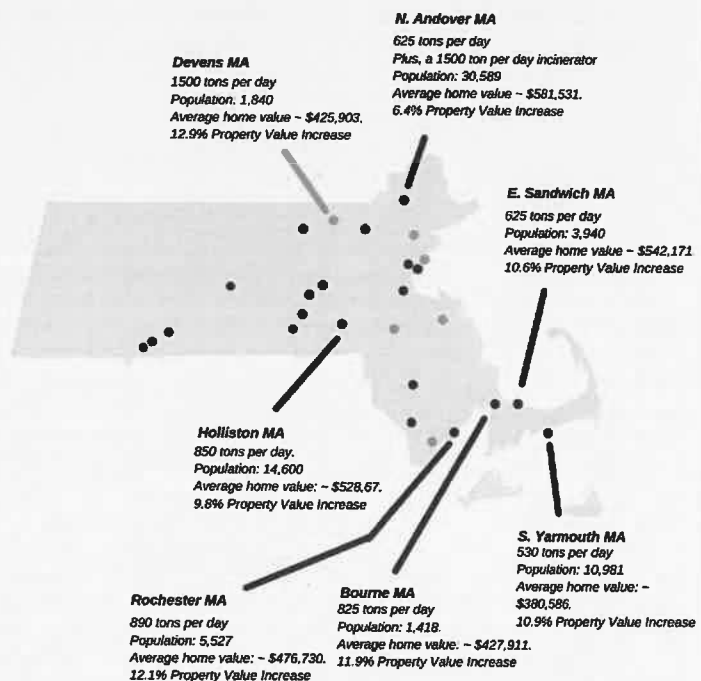 N. Andover MA
625 tons per day
Plus, a 1500 ton per day incinerator
Population: 30,589
Average home value ~ $581,531.
6.4% Property Value Increase
Devens MA
1500 tons per day
Population: 1,840
Average home value ~ $425,903.
12.9% Property Value Increase
E. Sandwich MA
625 tons per day
Population: 3,940
Average home value ~ $542,171
10.6% Property Value Increase
Holliston MA
850 tons per day.
Population: 14,600
Average home value: ~ $528,67.
9.8% Property Value Increase
S. Yarmouth MA
530 tons per day
Population: 10,981
Average home value: ~
$380,586.
10.9% Property Value Increase
Rochester MA
890 tons per day
Population: 5,527
Average home value: ~ $476,730.
12.1% Property Value Increase
Bourne MA
825 tons per day
Population: 1,418.
Average home value. ~ $427,911.
11.9% Property Value Increase